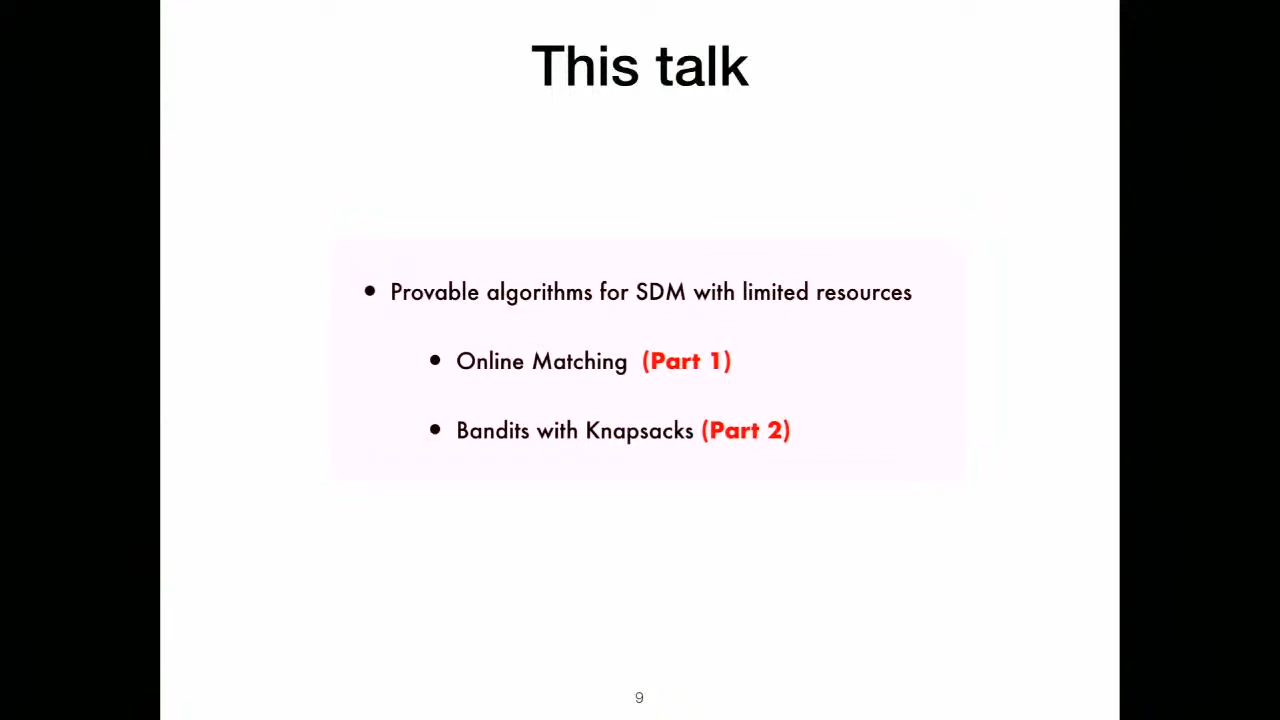 This talk
• Provable algorithms for SDM with limited resources
• Online Matching (Part 1)
• Bandits with Knapsacks (Part 2)
9